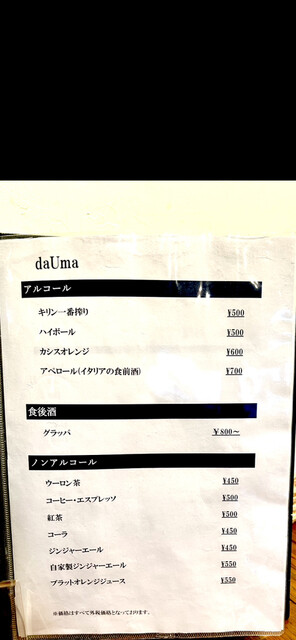 daUma
アルコール
キリン一番搾り ¥500
ハイボール ¥500
カシスオレンジ ¥600
アペロール(イタリアの食前酒) ¥700
食後酒
グラッパ ¥800～
ノンアルコール
ウーロン茶 ¥450
コーヒー・エスプレッソ ¥500
紅茶 ¥500
コーラ ¥450
ジンジャーエール ¥450
自家製ジンジャーエール ¥550
ブラットオレンジジュース ¥550
※価格はすべて外税価格となっております。